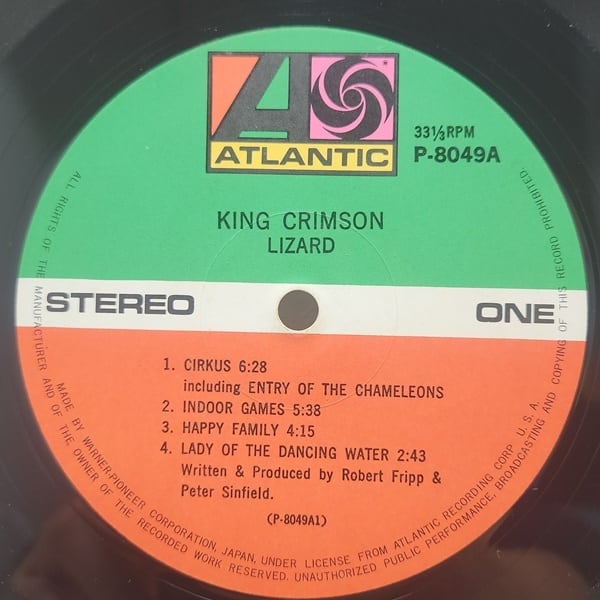 ATLANTIC
33⅓RPM
P-8049A
KING CRIMSON
LIZARD
STEREO
ONE
1. CIRKUS 6:28
including ENTRY OF THE CHAMELEONS
2. INDOOR GAMES 5:38
3. HAPPY FAMILY 4:15
4. LADY OF THE DANCING WATER 2:43
Written & Produced by Robert Fripp &
Peter Sinfield.
(P-8049A1)
MADE BY WARNER-PIONEER CORPORATION, JAPAN, UNDER LICENSE FROM ATLANTIC RECORDING CORP. U. S. A.
ALL RIGHTS OF THE MANUFACTURER AND OF THE OWNER OF THE RECORDED WORK RESERVED. UNAUTHORIZED PUBLIC PERFORMANCE, BROADCASTING AND COPYING OF THIS RECORD PROHIBITED.